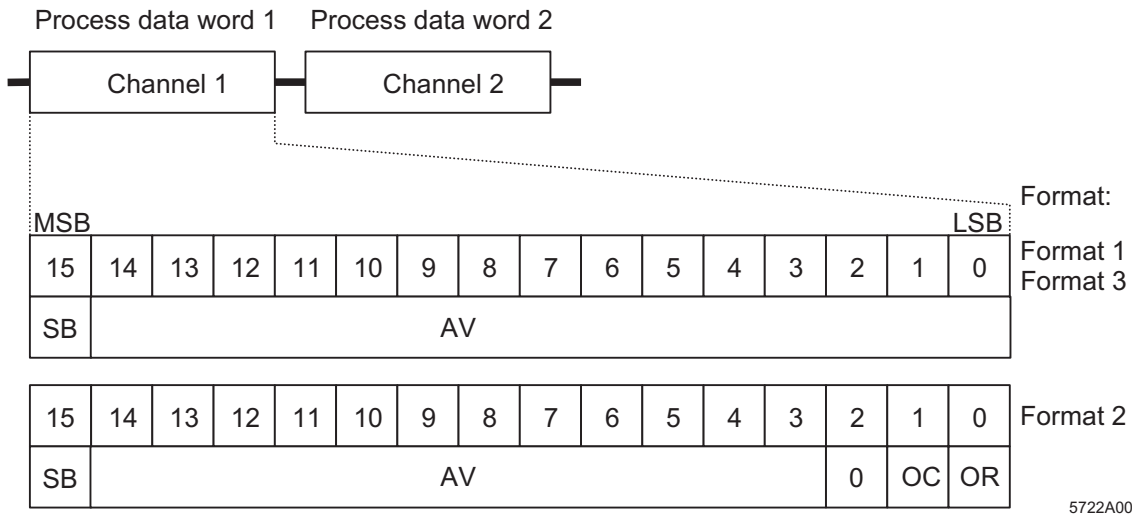 Process data word 1 Process data word 2
Channel 1 Channel 2
Format:
MSB LSB
15 14 13 12 11 10 9 8 7 6 5 4 3 2 1 0 Format 1
Format 3
SB AV
15 14 13 12 11 10 9 8 7 6 5 4 3 2 1 0 Format 2
SB AV 0 OC OR
5722A00